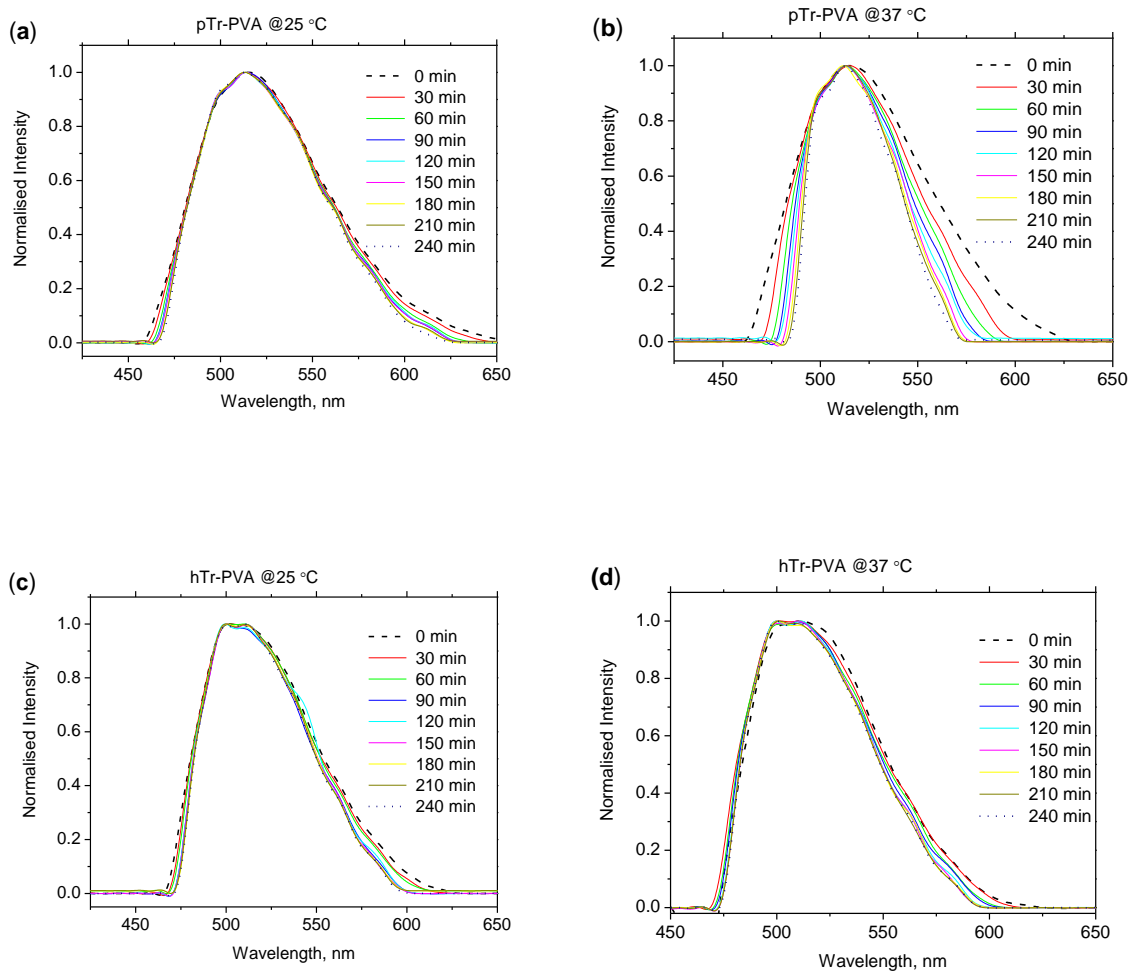 (a)
pTr-PVA @25 °C
1.0
0.8
0.6
0.4
0.2
0.0
Normalised Intensity
0 min
30 min
60 min
90 min
120 min
150 min
180 min
210 min
240 min
450 500 550 600 650
Wavelength, nm
(b)
pTr-PVA @37 °C
1.0
0.8
0.6
0.4
0.2
0.0
Normalised Intensity
0 min
30 min
60 min
90 min
120 min
150 min
180 min
210 min
240 min
450 500 550 600 650
Wavelength, nm
(c)
hTr-PVA @25 °C
1.0
0.8
0.6
0.4
0.2
0.0
Normalised Intensity
0 min
30 min
60 min
90 min
120 min
150 min
180 min
210 min
240 min
450 500 550 600 650
Wavelength, nm
(d)
hTr-PVA @37 °C
1.0
0.8
0.6
0.4
0.2
0.0
Normalised Intensity
0 min
30 min
60 min
90 min
120 min
150 min
180 min
210 min
240 min
450 500 550 600 650
Wavelength, nm